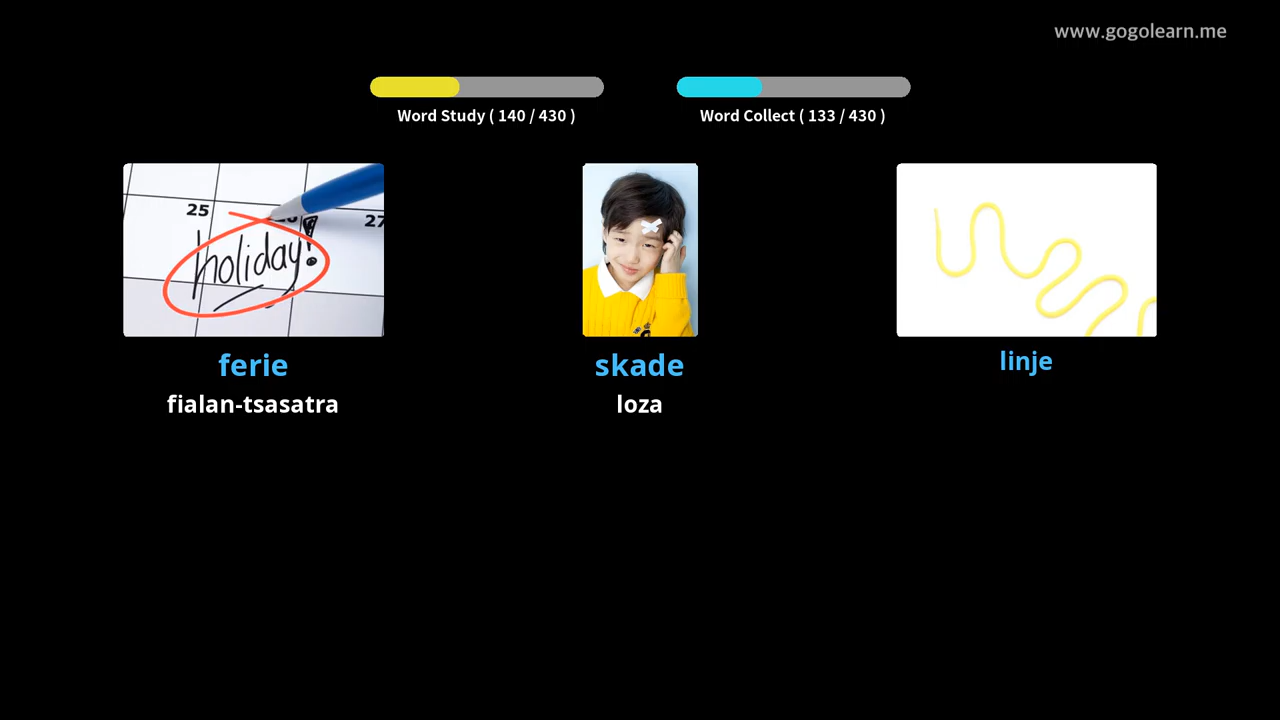 www.gogolearn.me
Word Study ( 140 / 430 )
Word Collect ( 133 / 430 )
25
27
holiday!
ferie
fialan-tsasatra
skade
loza
linje